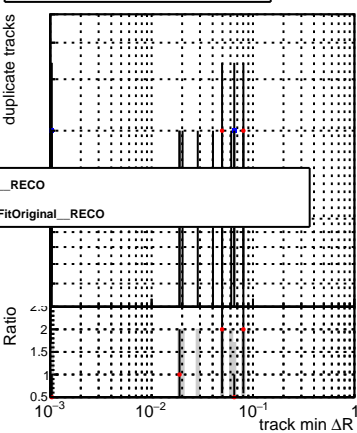 duplicate tracks
__RECO
FitOriginal__RECO
Ratio
2.5
2
1.5
1
0.5
10⁻³ 10⁻² 10⁻¹ 1
track min ΔR